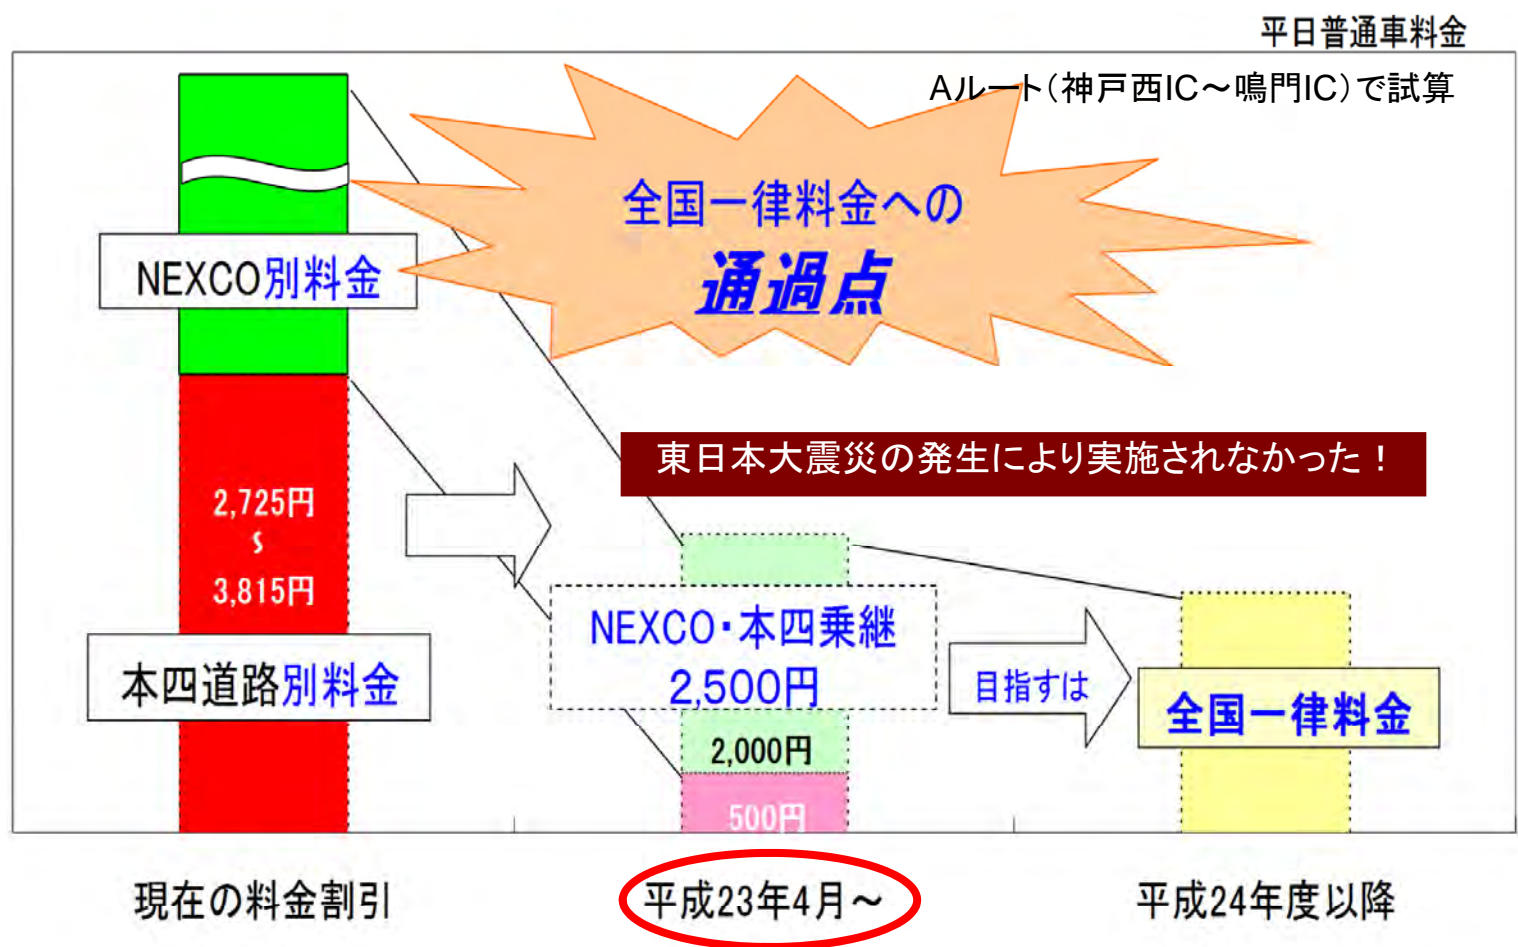 平日普通車料金
Aルート（神戸西IC～鳴門IC）で試算
全国一律料金への
通過点
NEXCO別料金
東日本大震災の発生により実施されなかった！
2,725円
～
3,815円
本四道路別料金
NEXCO・本四乗継
2,500円
2,000円
500円
目指すは
全国一律料金
現在の料金割引
平成23年4月～
平成24年度以降